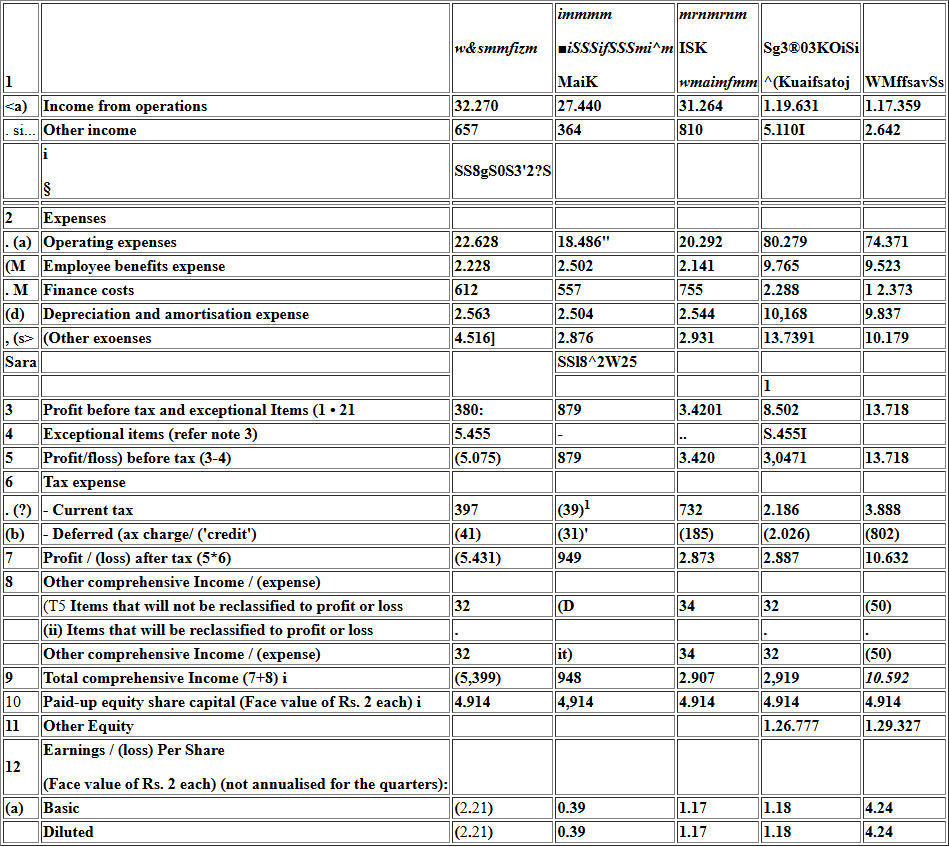 w&smmfizm immmm mrnmrnm
■iSSSifSSSmi^m ISK Sg3®03KOiSi
1 MaiK wmaimfmm ^(Kuaifsatoj WMffsavSs
<a) Income from operations 32.270 27.440 31.264 1.19.631 1.17.359
. si... Other income 657 364 810 5.110I 2.642
i
§ SS8gS0S3'2?S
2 Expenses
. (a) Operating expenses 22.628 18.486" 20.292 80.279 74.371
(M Employee benefits expense 2.228 2.502 2.141 9.765 9.523
. M Finance costs 612 557 755 2.288 1 2.373
(d) Depreciation and amortisation expense 2.563 2.504 2.544 10,168 9.837
, (s> (Other exoenses 4.516] 2.876 2.931 13.7391 10.179
Sara SSl8^2W25
1
3 Profit before tax and exceptional Items (1 • 21 380: 879 3.4201 8.502 13.718
4 Exceptional items (refer note 3) 5.455 - .. S.455I
5 Profit/floss) before tax (3-4) (5.075) 879 3.420 3,0471 13.718
6 Tax expense
. (?) - Current tax 397 (39)1 732 2.186 3.888
(b) - Deferred (ax charge/ ('credit') (41) (31)' (185) (2.026) (802)
7 Profit / (loss) after tax (5*6) (5.431) 949 2.873 2.887 10.632
8 Other comprehensive Income / (expense)
(T5 Items that will not be reclassified to profit or loss 32 (D 34 32 (50)
(ii) Items that will be reclassified to profit or loss . . .
Other comprehensive Income / (expense) 32 it) 34 32 (50)
9 Total comprehensive Income (7+8) i (5,399) 948 2.907 2,919 10.592
10 Paid-up equity share capital (Face value of Rs. 2 each) i 4.914 4,914 4.914 4.914 4.914
11 Other Equity 1.26.777 1.29.327
12 Earnings / (loss) Per Share
(Face value of Rs. 2 each) (not annualised for the quarters):
(a) Basic (2.21) 0.39 1.17 1.18 4.24
Diluted (2.21) 0.39 1.17 1.18 4.24